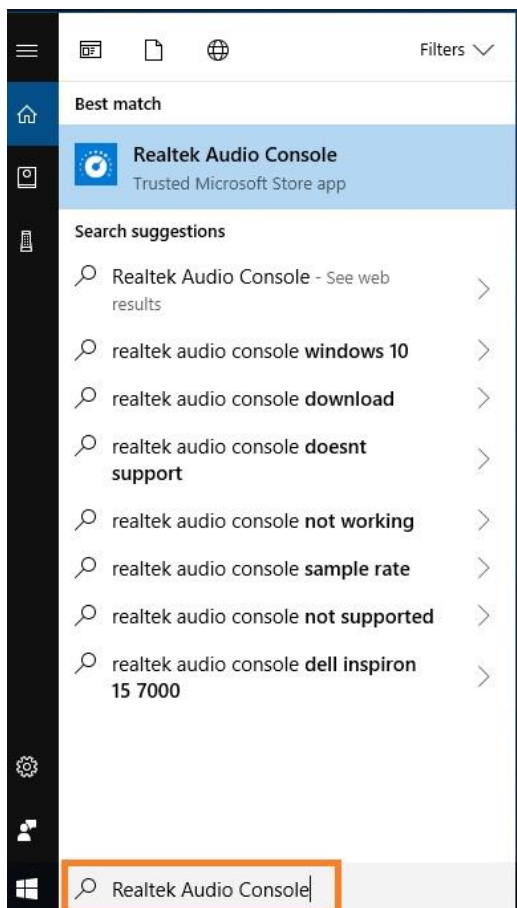 Filters
Best match
Realtek Audio Console
Trusted Microsoft Store app
Search suggestions
Realtek Audio Console - See web
results
realtek audio console windows 10
realtek audio console download
realtek audio console doesnt
support
realtek audio console not working
realtek audio console sample rate
realtek audio console not supported
realtek audio console dell inspiron
15 7000
Realtek Audio Console